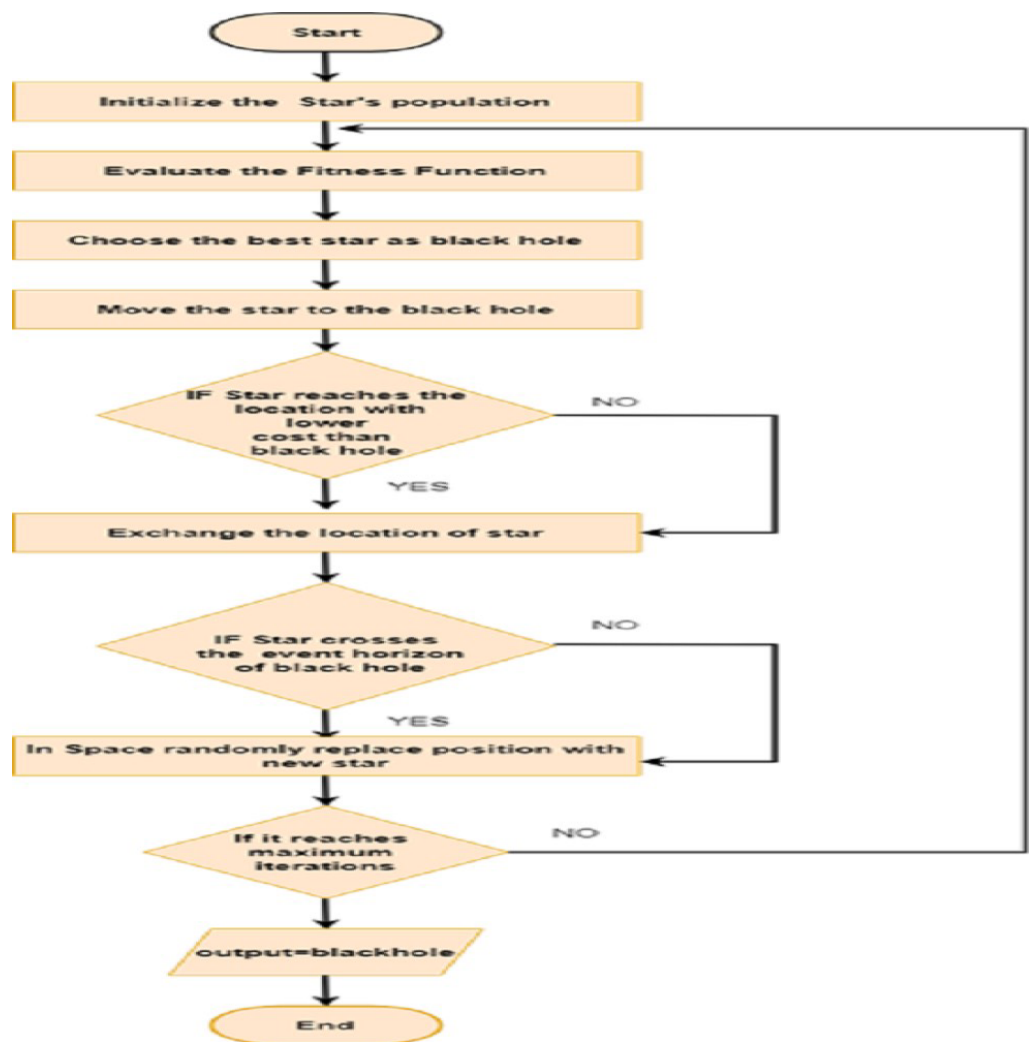 Start
Initialize the Star's population
Evaluate the Fitness Function
Choose the best star as black hole
Move the star to the black hole
IF Star reaches the
location with
lower
cost than
black hole
NO
YES
Exchange the location of star
IF Star crosses
the event horizon
of black hole
NO
YES
In Space randomly replace position with
new star
If it reaches
maximum
iterations
NO
output=blackhole
End